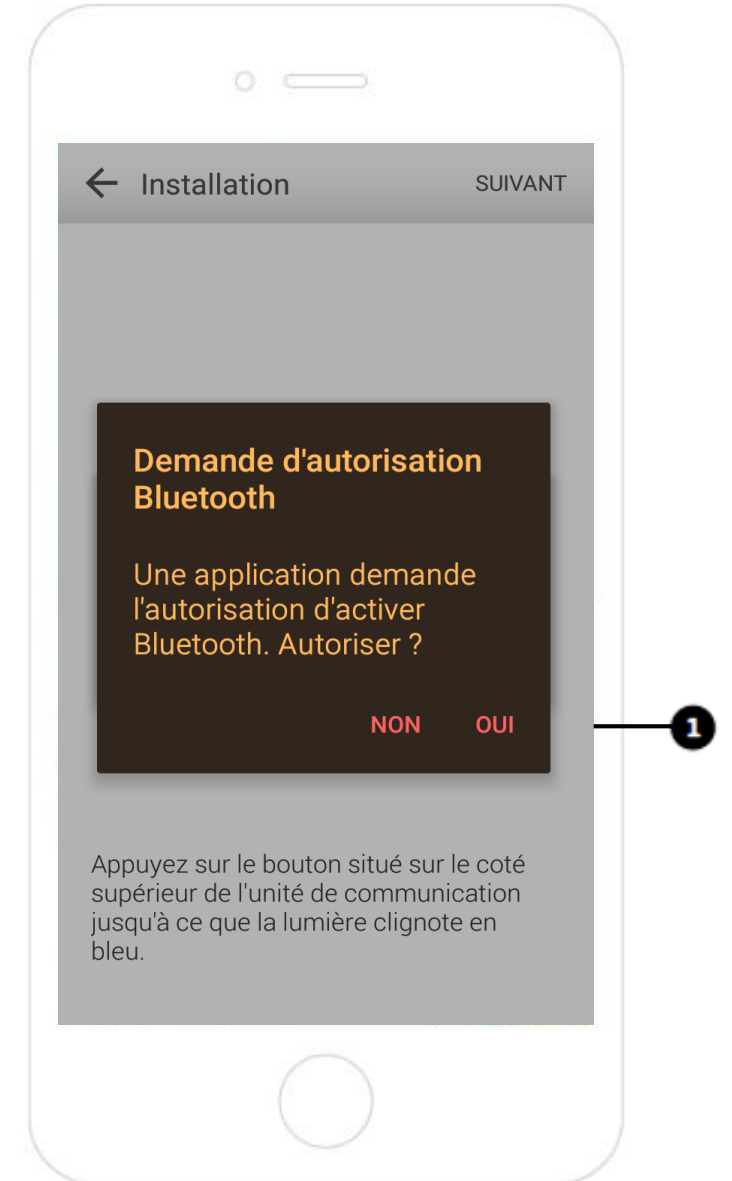 Installation SUIVANT
Demande d'autorisation
Bluetooth
Une application demande
l'autorisation d'activer
Bluetooth. Autoriser ?
NON OUI
1
Appuyez sur le bouton situé sur le coté
supérieur de l'unité de communication
jusqu'à ce que la lumière clignote en
bleu.